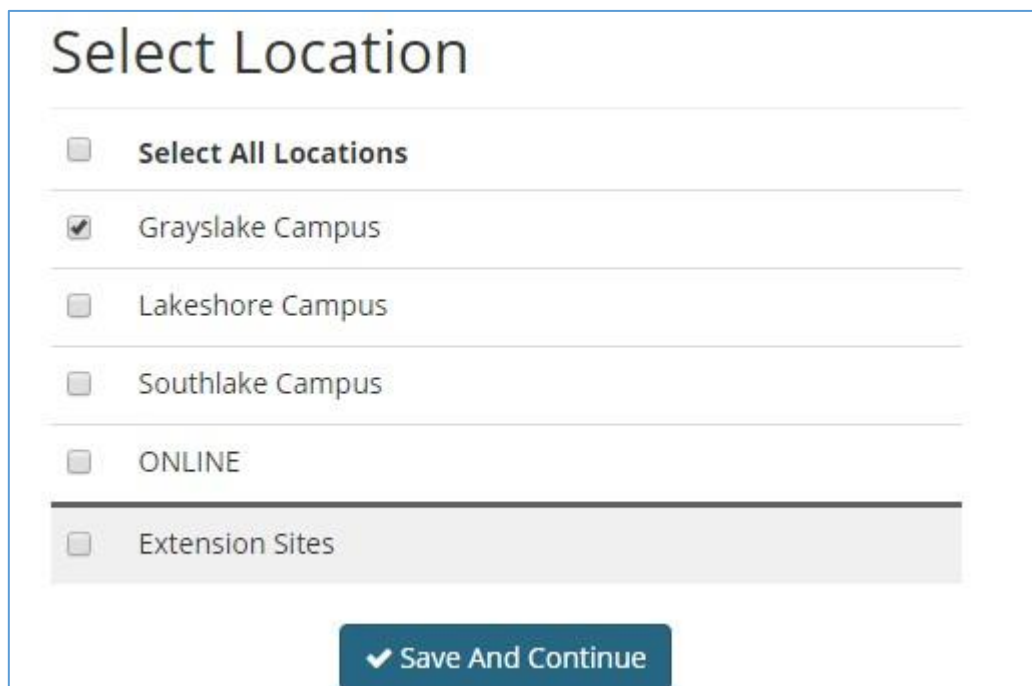 Select Location
Select All Locations
Grayslake Campus
Lakeshore Campus
Southlake Campus
ONLINE
Extension Sites
Save And Continue